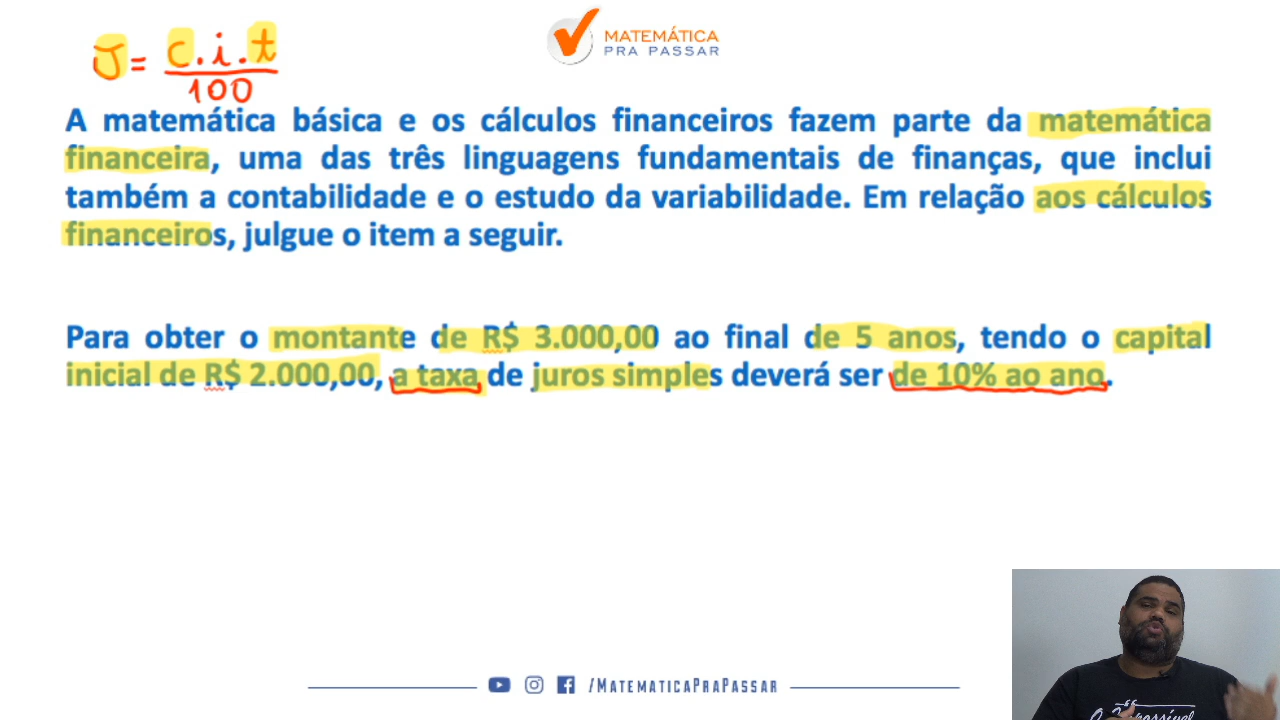 J = c.i.t
100
MATEMÁTICA
PRA PASSAR
A matemática básica e os cálculos financeiros fazem parte da matemática
financeira, uma das três linguagens fundamentais de finanças, que inclui
também a contabilidade e o estudo da variabilidade. Em relação aos cálculos
financeiros, julgue o item a seguir.
Para obter o montante de R$ 3.000,00 ao final de 5 anos, tendo o capital
inicial de R$ 2.000,00, a taxa de juros simples deverá ser de 10% ao ano.
/MATEMATICAPRAPASSAR